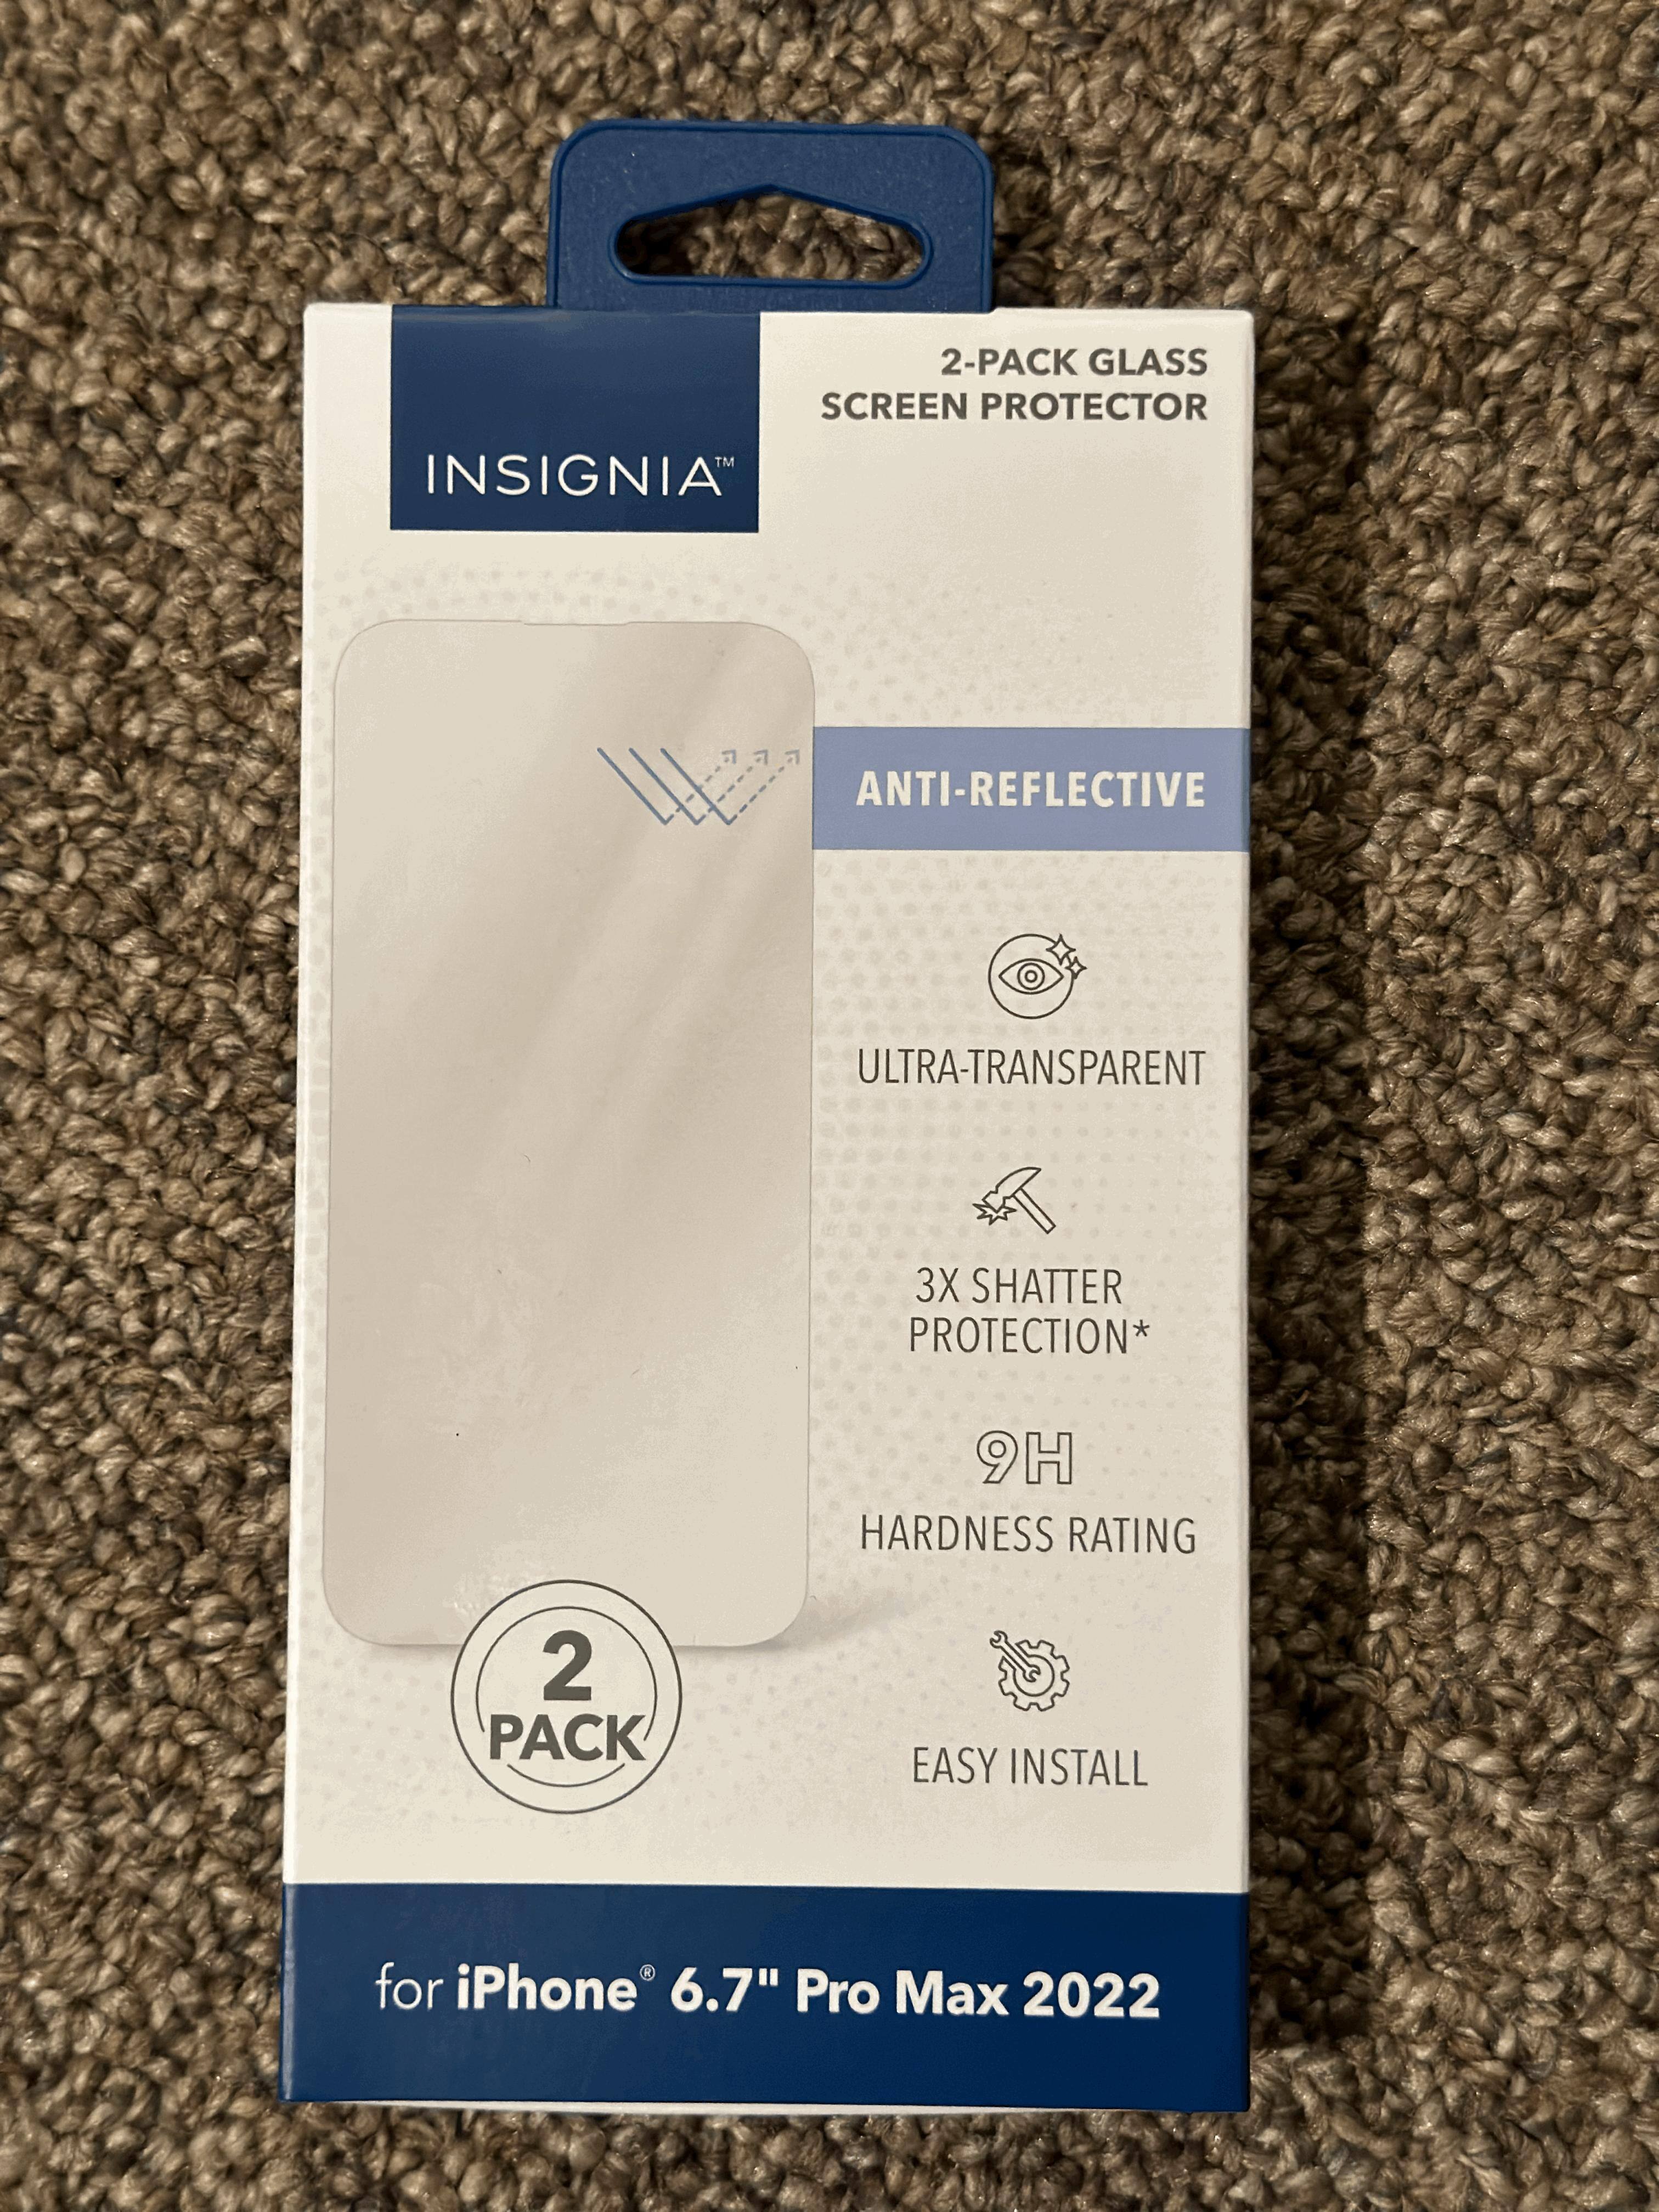 INSIGNIA™
2-PACK GLASS
SCREEN PROTECTOR
ANTI-REFLECTIVE
ULTRA-TRANSPARENT
3X SHATTER
PROTECTION*
9H
HARDNESS RATING
EASY INSTALL
2
PACK
for iPhone® 6.7" Pro Max 2022